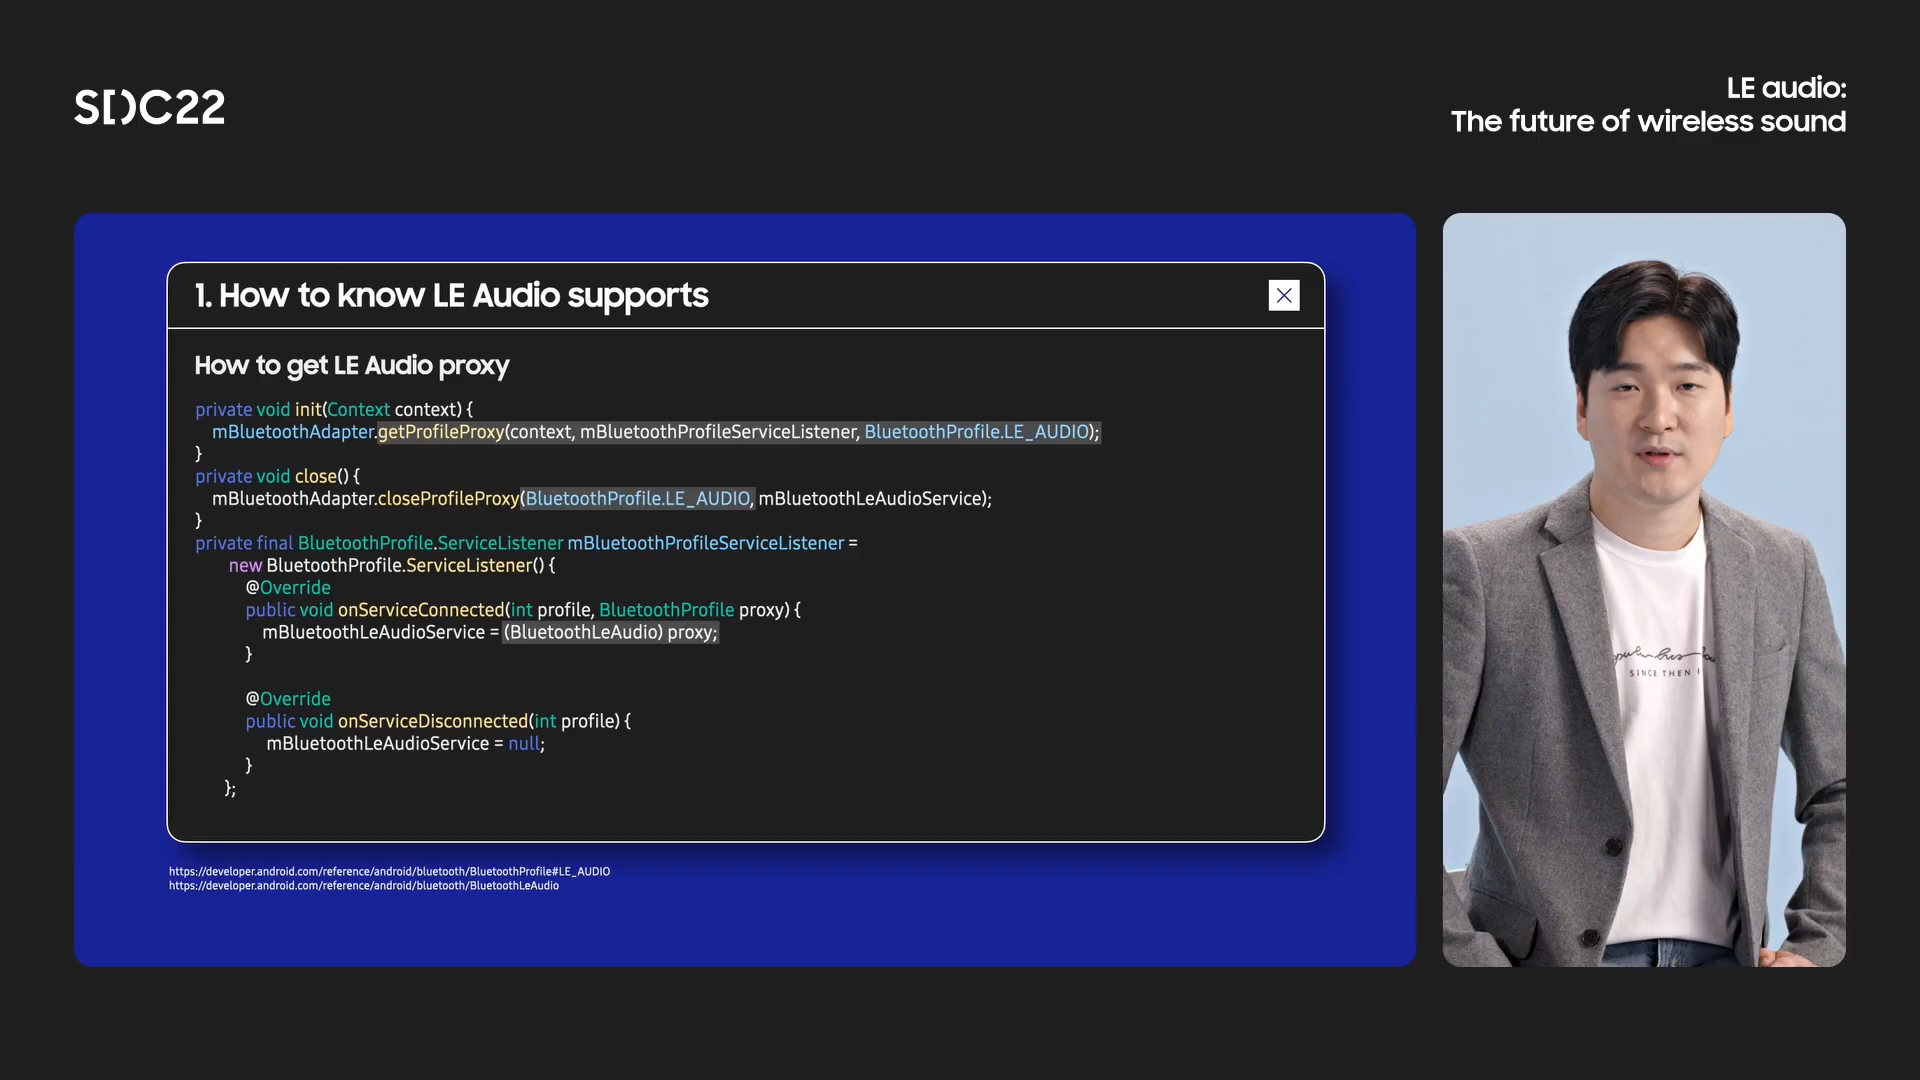 SDC22
LE audio:
The future of wireless sound
1. How to know LE Audio supports
How to get LE Audio proxy
private void init(Context context) {
mBluetoothAdapter.getProfileProxy(context, mBluetoothProfileServiceListener, BluetoothProfile.LE_AUDIO);
}
private void close() {
mBluetoothAdapter.closeProfileProxy(BluetoothProfile.LE_AUDIO, mBluetoothLeAudioService);
}
private final BluetoothProfile.ServiceListener mBluetoothProfileServiceListener =
new BluetoothProfile.ServiceListener() {
@Override
public void onServiceConnected(int profile, BluetoothProfile proxy) {
mBluetoothLeAudioService = (BluetoothLeAudio) proxy;
}
@Override
public void onServiceDisconnected(int profile) {
mBluetoothLeAudioService = null;
}
};
https://developer.android.com/reference/android/bluetooth/BluetoothProfile#LE_AUDIO
https://developer.android.com/reference/android/bluetooth/BluetoothLeAudio
SINCE THEN